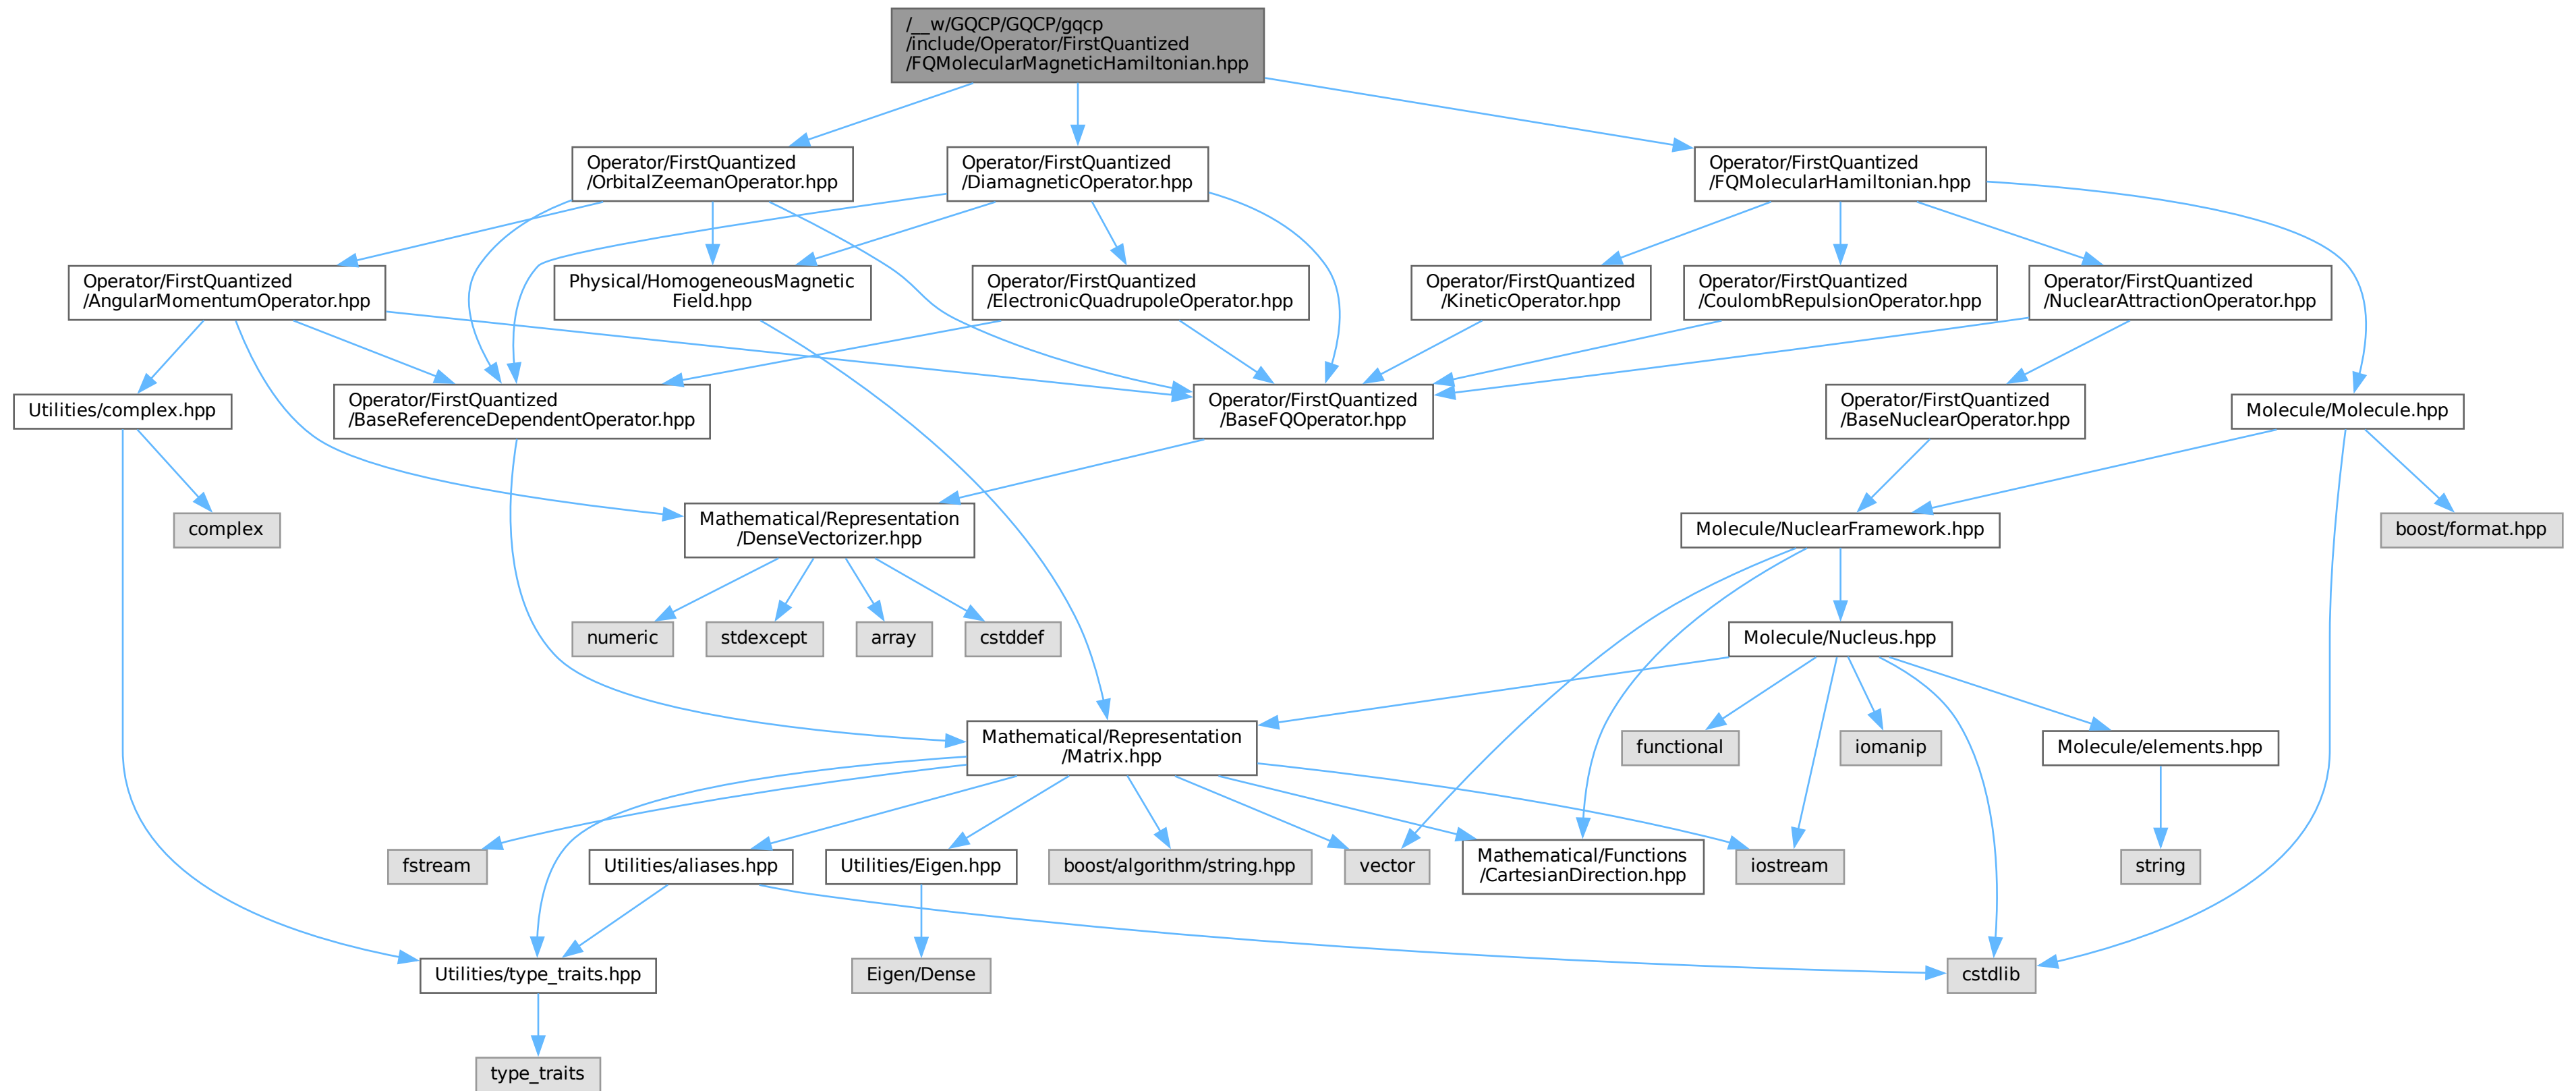 /__w/GQCP/GQCP/gqcp
/include/Operator/FirstQuantized
/FQMolecularMagneticHamiltonian.hpp
Operator/FirstQuantized
/OrbitalZeemanOperator.hpp
Operator/FirstQuantized
/DiamagneticOperator.hpp
Operator/FirstQuantized
/FQMolecularHamiltonian.hpp
Operator/FirstQuantized
/AngularMomentumOperator.hpp
Physical/HomogeneousMagnetic
Field.hpp
Operator/FirstQuantized
/ElectronicQuadrupoleOperator.hpp
Operator/FirstQuantized
/KineticOperator.hpp
Operator/FirstQuantized
/CoulombRepulsionOperator.hpp
Operator/FirstQuantized
/NuclearAttractionOperator.hpp
Utilities/complex.hpp
Operator/FirstQuantized
/BaseReferenceDependentOperator.hpp
Operator/FirstQuantized
/BaseFQOperator.hpp
Operator/FirstQuantized
/BaseNuclearOperator.hpp
Molecule/Molecule.hpp
complex
Mathematical/Representation
/DenseVectorizer.hpp
Molecule/NuclearFramework.hpp
boost/format.hpp
numeric
stdexcept
array
cstddef
Molecule/Nucleus.hpp
Mathematical/Representation
/Matrix.hpp
functional
iomanip
Molecule/elements.hpp
fstream
Utilities/aliases.hpp
Utilities/Eigen.hpp
boost/algorithm/string.hpp
vector
Mathematical/Functions
/CartesianDirection.hpp
iostream
string
Utilities/type_traits.hpp
Eigen/Dense
cstdlib
type_traits